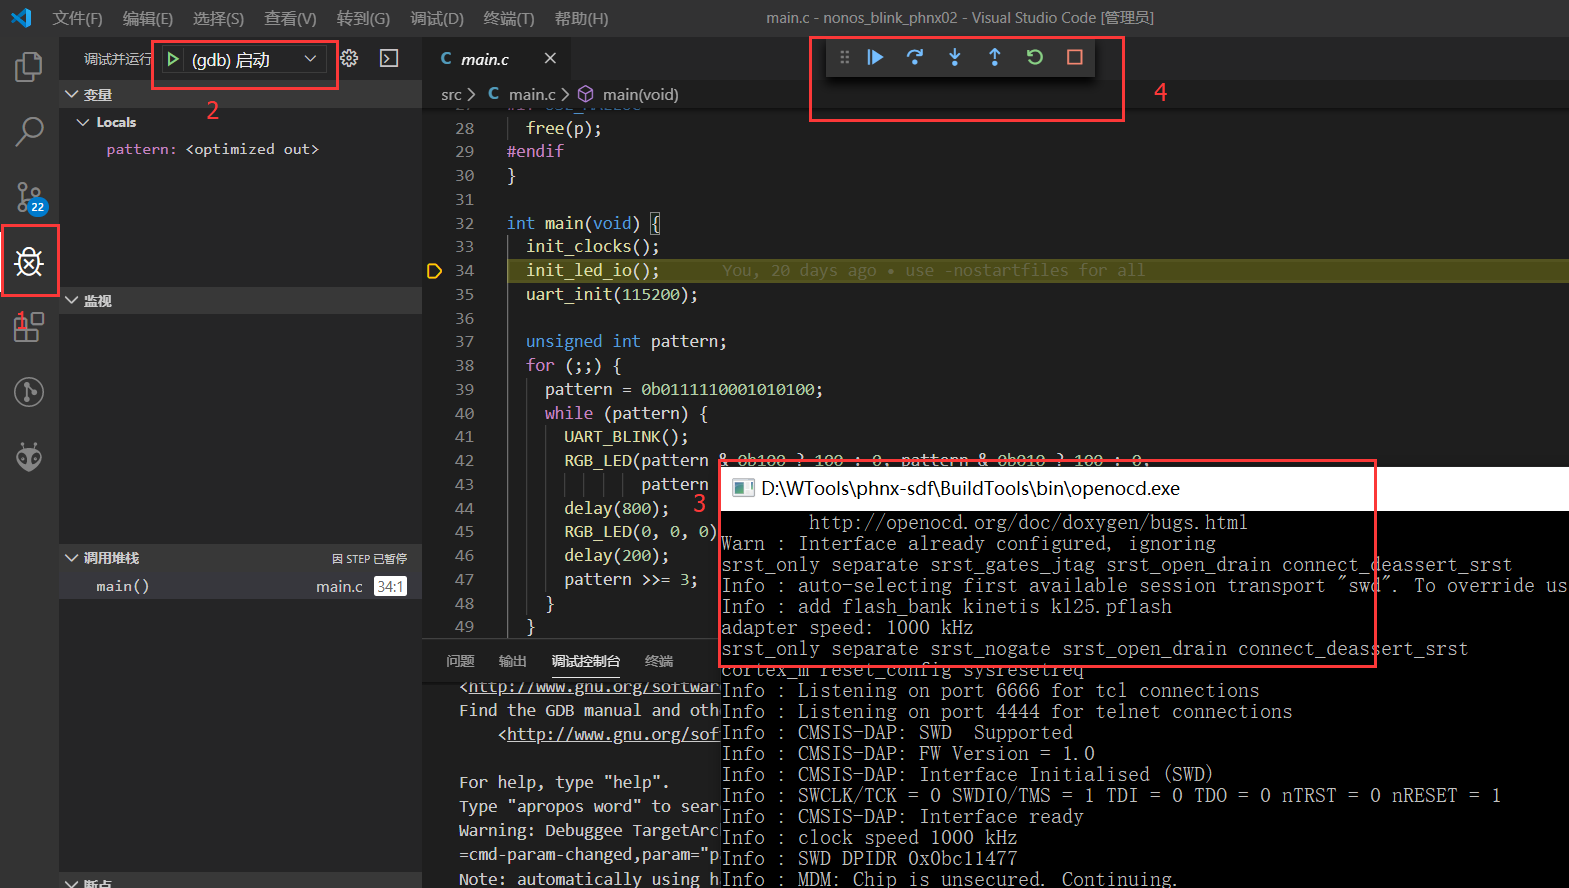 文件(F) 编辑(E) 选择(S) 查看(V) 转到(G) 调试(D) 终端(T) 帮助(H) main.c - nonos_blink_phnx02 - Visual Studio Code [管理员]
调试并运行 (gdb) 启动
2
变量
Locals
pattern: <optimized out>
22
1
监视
调用堆栈 因 STEP 已暂停
main() main.c 34:1
断点
C main.c
4
src > C main.c > main(void)
28 free(p);
29 #endif
30 }
31
32 int main(void) {
33 init_clocks();
34 init_led_io(); You, 20 days ago • use -nostartfiles for all
35 uart_init(115200);
36
37 unsigned int pattern;
38 for (;;) {
39 pattern = 0b0111110001010100;
40 while (pattern) {
41 UART_BLINK();
42 RGB_LED(pattern & 0b100 ? 100 : 0, pattern & 0b010 ? 100 : 0,
43 pattern
44 delay(800);
45 RGB_LED(0, 0, 0)
46 delay(200);
47 pattern >>= 3;
48 }
49 }
问题 输出 调试控制台 终端
<http://www.gnu.org/softwar
Find the GDB manual and oth
<http://www.gnu.org/sof
For help, type "help".
Type "apropos word" to sear
Warning: Debuggee TargetArc
=cmd-param-changed,param="p
Note: automatically using h
3
D:\WTools\phnx-sdf\BuildTools\bin\openocd.exe
http://openocd.org/doc/doxygen/bugs.html
Warn : Interface already configured, ignoring
srst_only separate srst_gates_jtag srst_open_drain connect_deassert_srst
Info : auto-selecting first available session transport "swd". To override us
Info : add flash_bank kinetis kl25.pflash
adapter speed: 1000 kHz
srst_only separate srst_nogate srst_open_drain connect_deassert_srst
cortex_m reset_config sysresetreq
Info : Listening on port 6666 for tcl connections
Info : Listening on port 4444 for telnet connections
Info : CMSIS-DAP: SWD  Supported
Info : CMSIS-DAP: FW Version = 1.0
Info : CMSIS-DAP: Interface Initialised (SWD)
Info : SWCLK/TCK = 0 SWDIO/TMS = 1 TDI = 0 TDO = 0 nTRST = 0 nRESET = 1
Info : CMSIS-DAP: Interface ready
Info : clock speed 1000 kHz
Info : SWD DPIDR 0x0bc11477
Info : MDM: Chip is unsecured. Continuing.